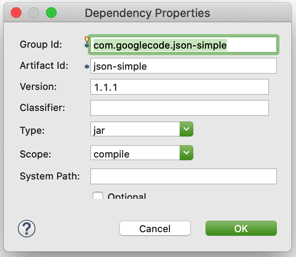 Dependency Properties
Group Id: * com.googlecode.json-simple
Artifact Id: * json-simple
Version: 1.1.1
Classifier:
Type: jar
Scope: compile
System Path:
Optional
? Cancel OK